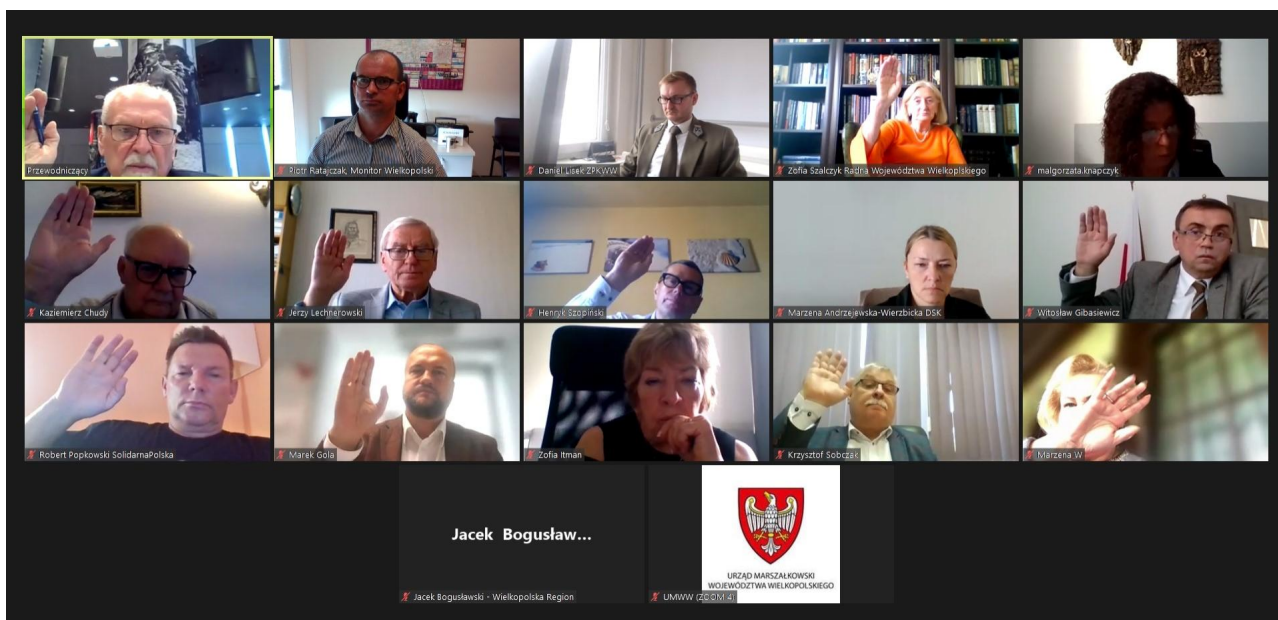 Przewodniczący
Piotr Ratajczak, Monitor Wielkopolski
Daniel Lisek ZPKWW
Zofia Szalczyk Radna Województwa Wielkoplskiego
malgorzata.knapczyk
Kaziemierz Chudy
Jerzy Lechnerowski
Henryk Szopiński
Marzena Andrzejewska-Wierzbicka DSK
Witosław Gibasiewicz
Robert Popkowski SolidarnaPolska
Marek Gola
Zofia Itman
Krzysztof Sobczak
Marzena W
Jacek Bogusław...
Jacek Bogusławski - Wielkopolska Region
URZĄD MARSZAŁKOWSKI
WOJEWÓDZTWA WIELKOPOLSKIEGO
UMWW (ZOOM 4)